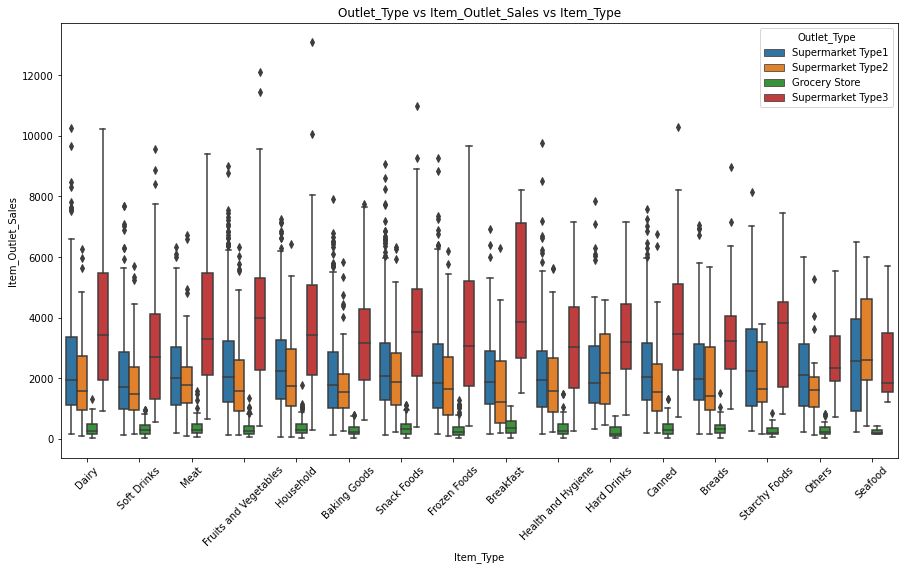 Outlet_Type vs Item_Outlet_Sales vs Item_Type
Outlet_Type
Supermarket Type1
Supermarket Type2
Grocery Store
Supermarket Type3
Item_Outlet_Sales
12000
10000
8000
6000
4000
2000
0
Dairy
Soft Drinks
Meat
Fruits and Vegetables
Household
Baking Goods
Snack Foods
Frozen Foods
Breakfast
Health and Hygiene
Hard Drinks
Canned
Breads
Starchy Foods
Others
Seafood
Item_Type